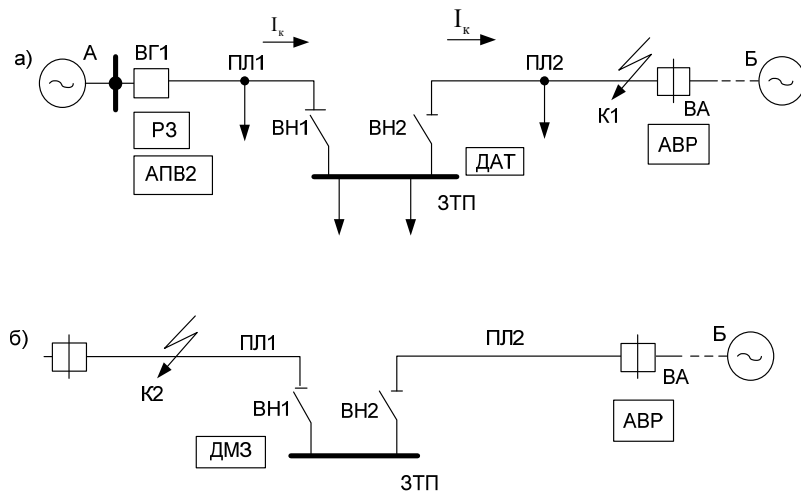 а)
А
ВГ1
РЗ
АПВ2
Iк
ПЛ1
ВН1
ВН2
Iк
ПЛ2
К1
ВА
Б
АВР
ДАТ
ЗТП
б)
К2
ПЛ1
ВН1
ВН2
ПЛ2
ВА
Б
АВР
ДМЗ
ЗТП